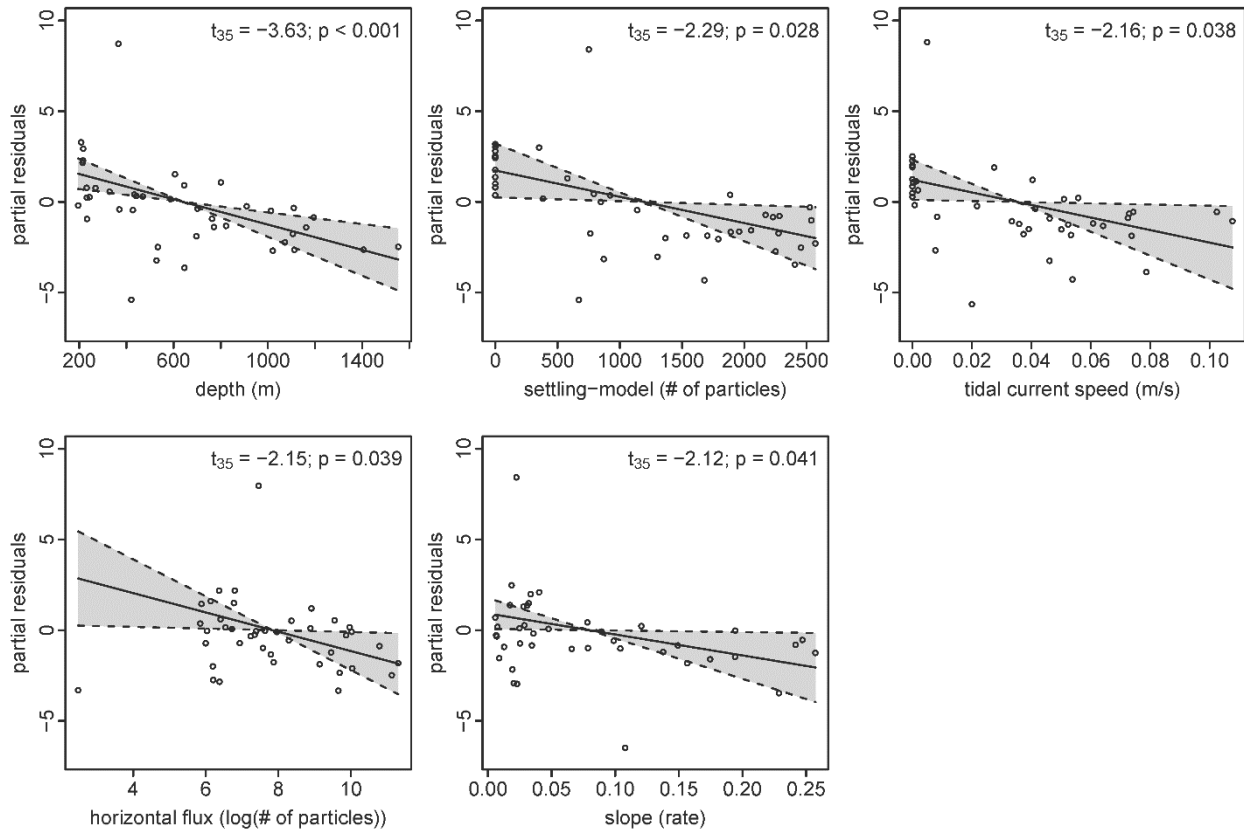 t35 = −3.63; p < 0.001
partial residuals
10
5
0
−5
200 600 1000 1400
depth (m)
t35 = −2.29; p = 0.028
partial residuals
10
5
0
−5
0 500 1000 1500 2000 2500
settling−model (# of particles)
t35 = −2.16; p = 0.038
partial residuals
10
5
0
−5
0.00 0.02 0.04 0.06 0.08 0.10
tidal current speed (m/s)
t35 = −2.15; p = 0.039
partial residuals
10
5
0
−5
4 6 8 10
horizontal flux (log(# of particles))
t35 = −2.12; p = 0.041
partial residuals
10
5
0
−5
0.00 0.05 0.10 0.15 0.20 0.25
slope (rate)